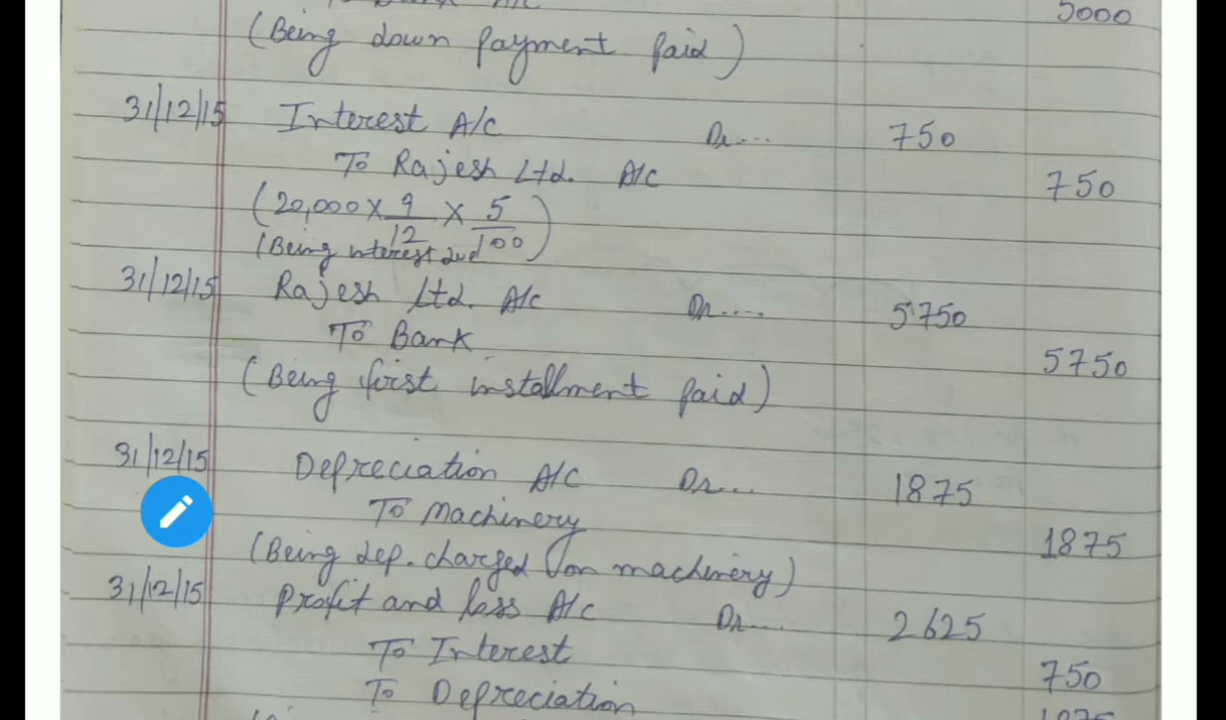 5000
(Being down payment paid)
31/12/15 Interest A/c Dr.... 750
To Rajesh Ltd. A/c 750
(20,000 × 9/12 × 5/100)
(Being interest due
31/12/15 Rajesh Ltd. A/c Dr.... 5750
To Bank 5750
(Being first installment paid)
31/12/15 Depreciation A/c Dr.... 1875
To Machinery 1875
(Being dep. charged on machinery)
31/12/15 Profit and loss A/c Dr.... 2625
To Interest 750
To Depreciation 1875